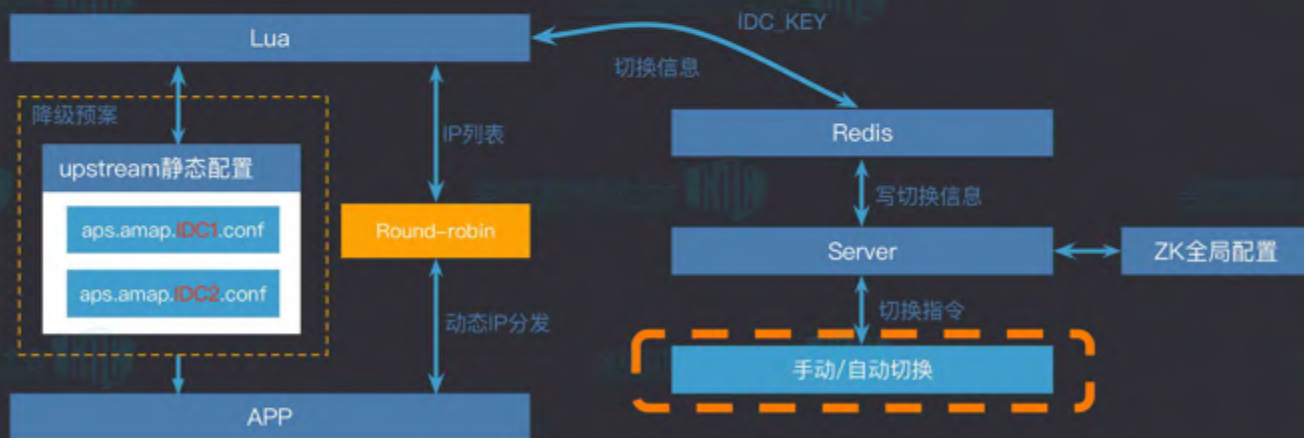 Lua
IDC_KEY
切换信息
降级预案
upstream静态配置
aps.amap.IDC1.conf
aps.amap.IDC2.conf
IP列表
Round-robin
动态IP分发
APP
Redis
写切换信息
Server
ZK全局配置
切换指令
手动/自动切换